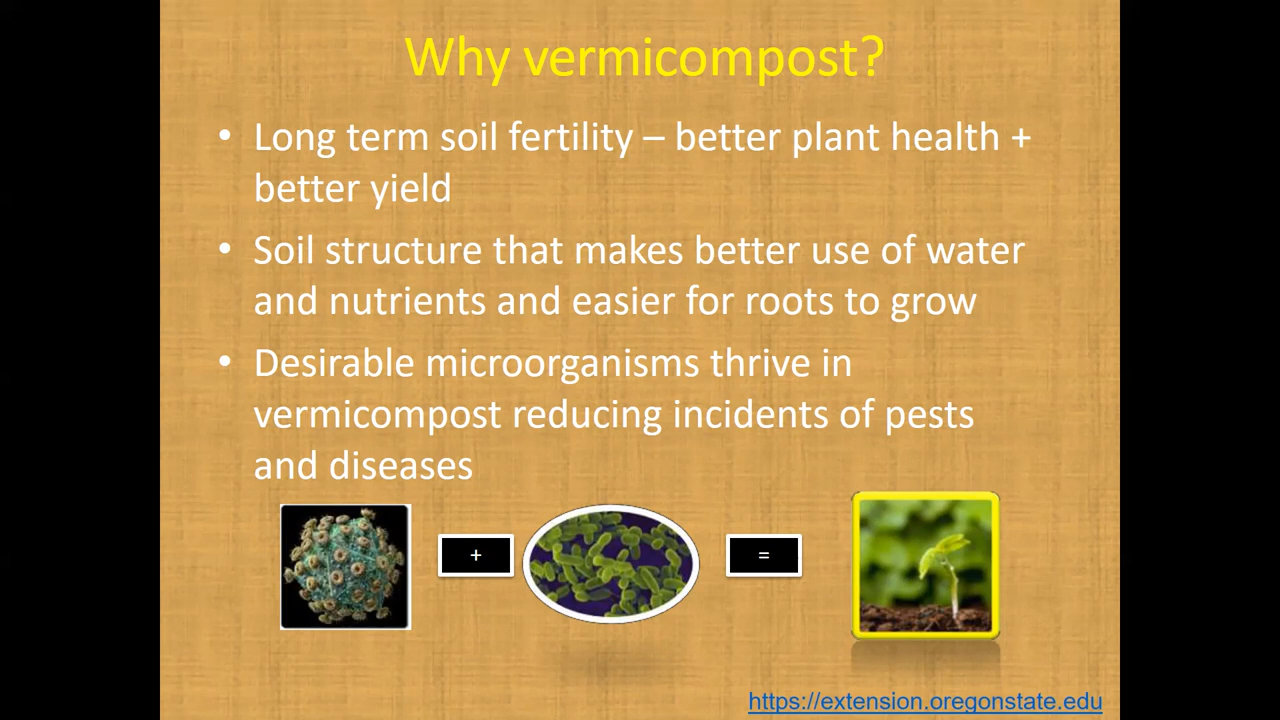 Why vermicompost?
• Long term soil fertility – better plant health +
better yield
• Soil structure that makes better use of water
and nutrients and easier for roots to grow
• Desirable microorganisms thrive in
vermicompost reducing incidents of pests
and diseases
+ =
https://extension.oregonstate.edu